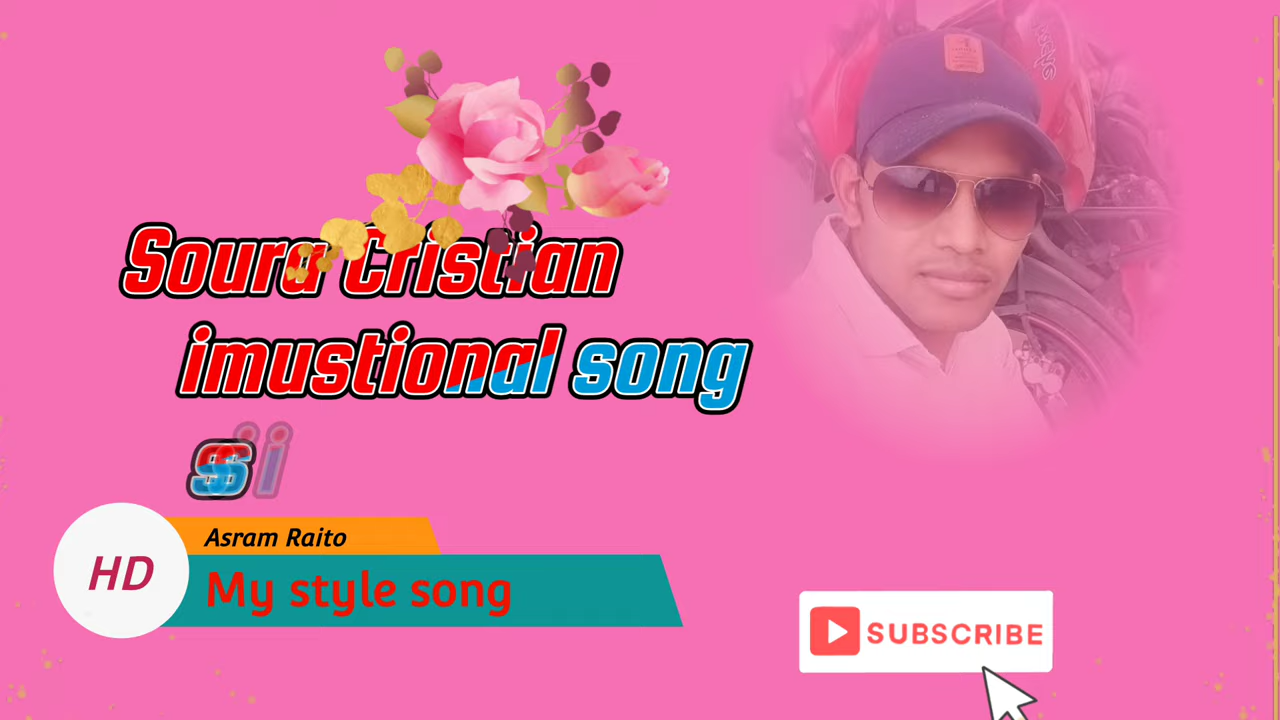 Soura Cristian
imustional song
HD
Asram Raito
My style song
SUBSCRIBE